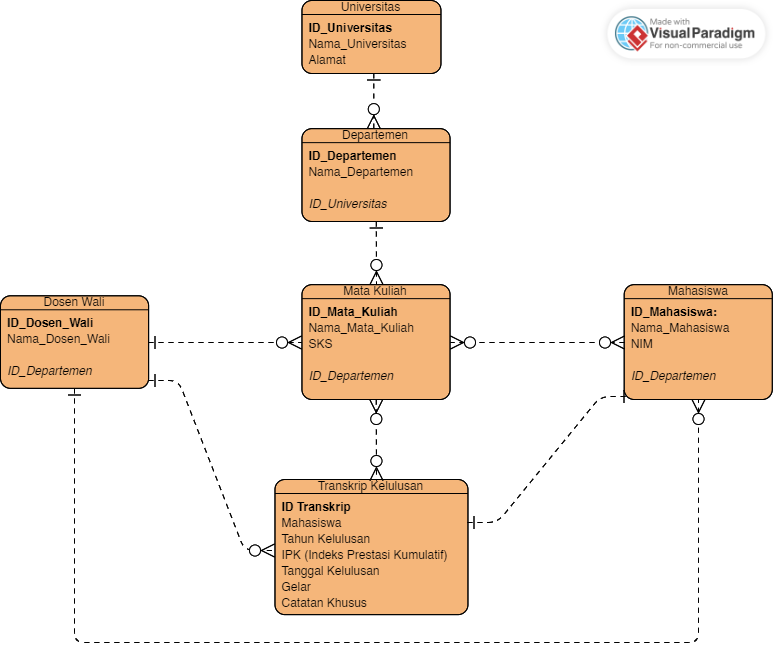 Universitas
ID_Universitas
Nama_Universitas
Alamat
Made with
VisualParadigm
For non-commercial use
Departemen
ID_Departemen
Nama_Departemen
ID_Universitas
Dosen Wali
ID_Dosen_Wali
Nama_Dosen_Wali
ID_Departemen
Mata Kuliah
ID_Mata_Kuliah
Nama_Mata_Kuliah
SKS
ID_Departemen
Mahasiswa
ID_Mahasiswa:
Nama_Mahasiswa
NIM
ID_Departemen
Transkrip Kelulusan
ID Transkrip
Mahasiswa
Tahun Kelulusan
IPK (Indeks Prestasi Kumulatif)
Tanggal Kelulusan
Gelar
Catatan Khusus